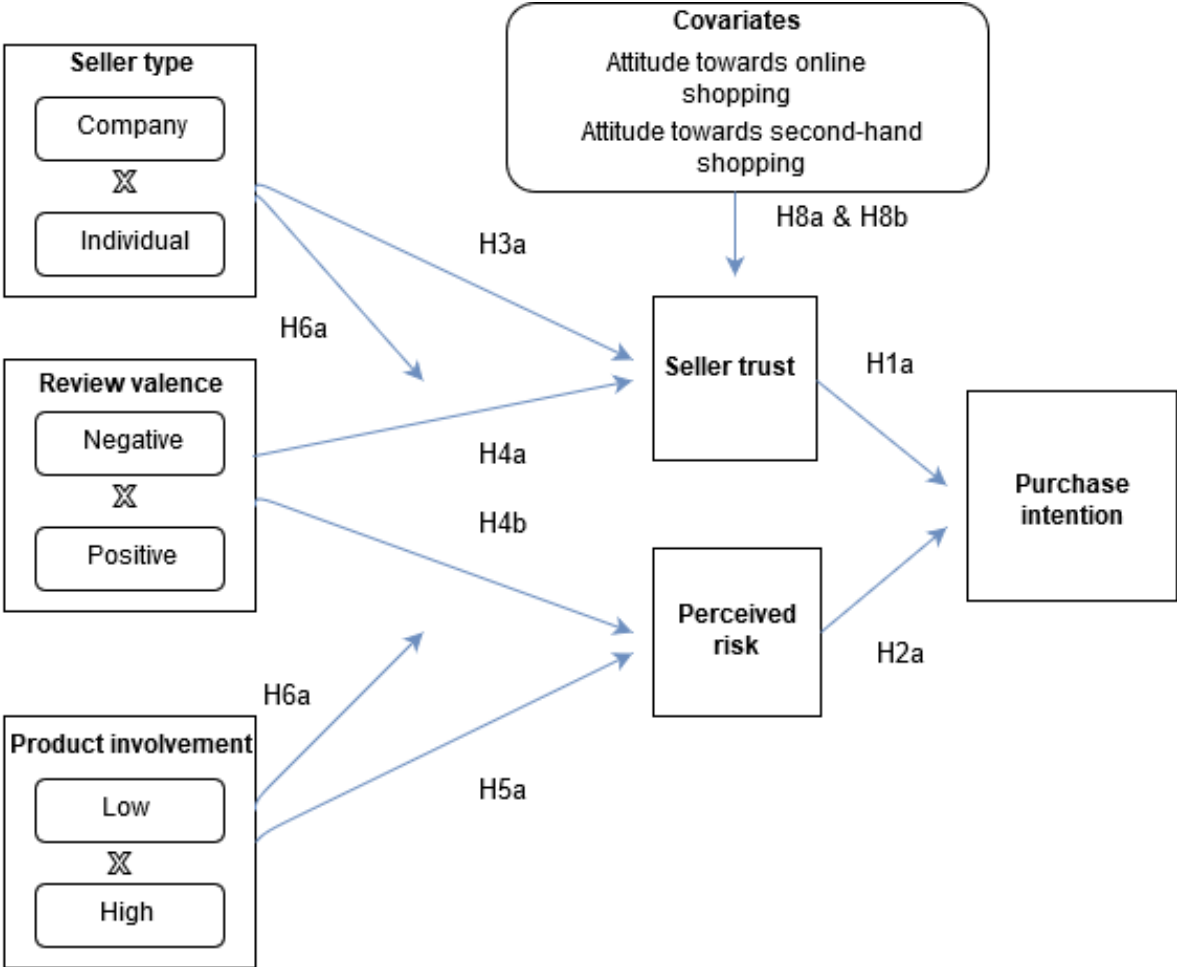 Covariates
Attitude towards online
shopping
Attitude towards second-hand
shopping
H8a & H8b
Seller type
Company
X
Individual
H3a
H6a
Review valence
Negative
X
Positive
H4a
H4b
Seller trust
H1a
Purchase
intention
Perceived
risk
H2a
H6a
Product involvement
Low
X
High
H5a